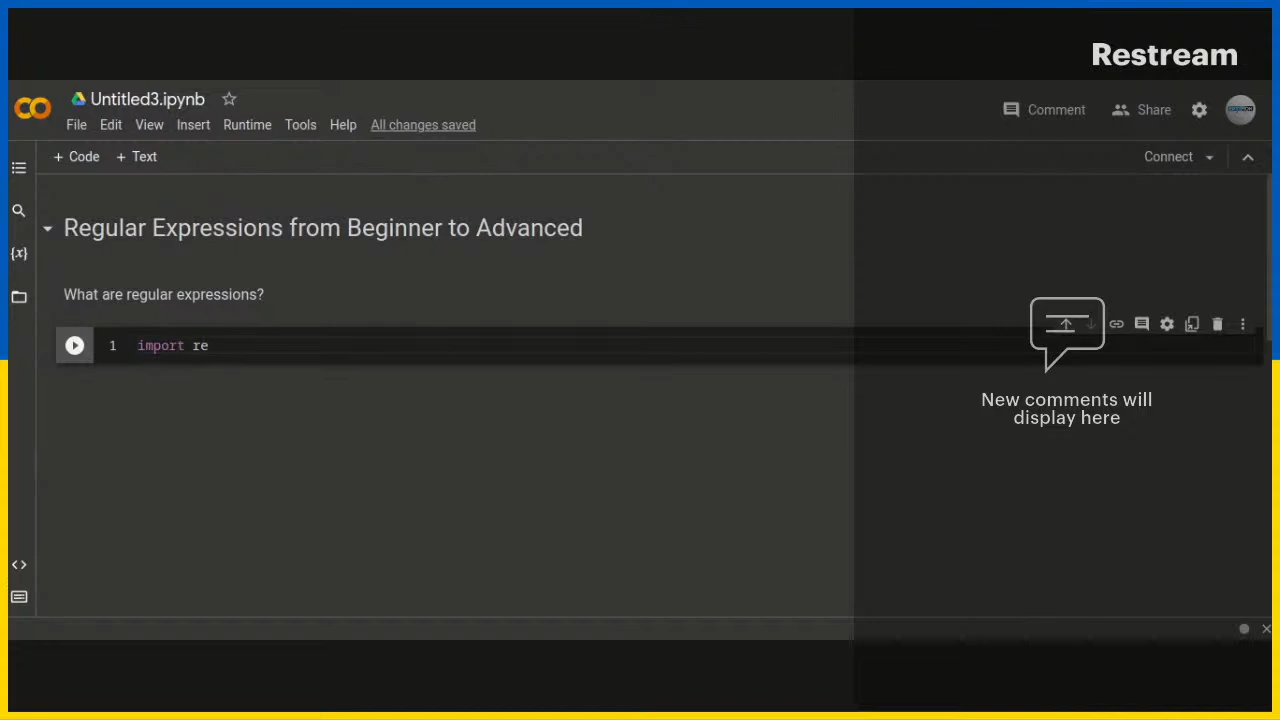 Restream
Untitled3.ipynb
File Edit View Insert Runtime Tools Help All changes saved
Comment Share
+ Code + Text
Connect
{x}
Regular Expressions from Beginner to Advanced
What are regular expressions?
1 import re
New comments will
display here